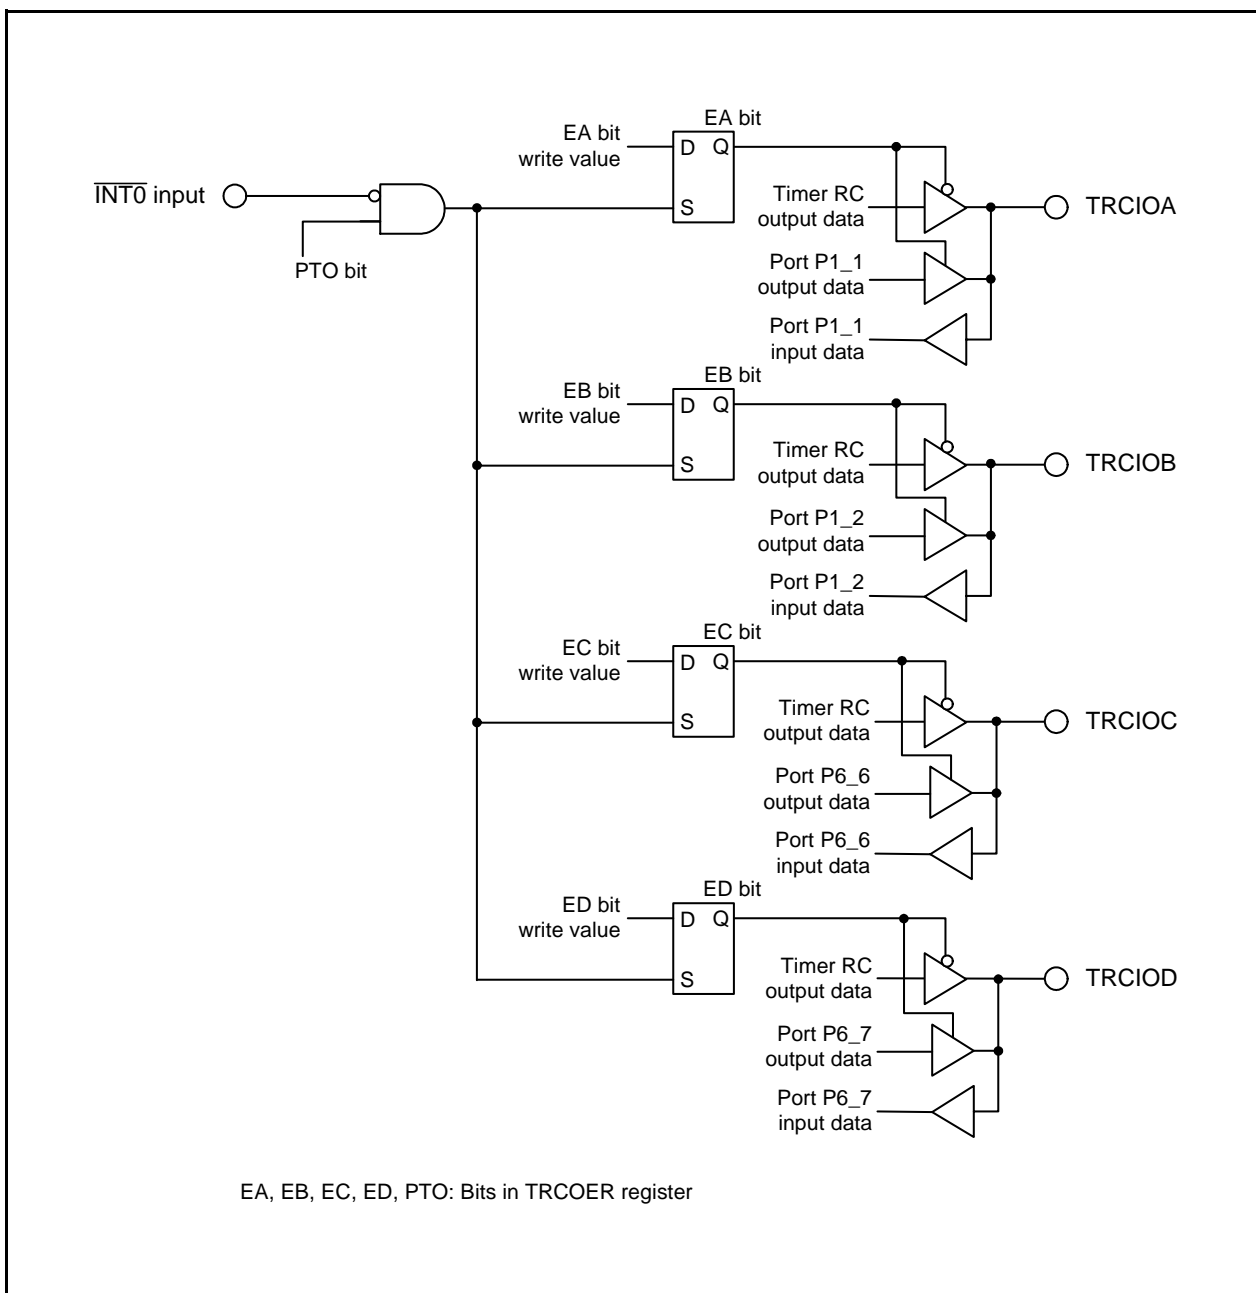 EA bit
EA bit
write value
D Q
S
INT0 input
PTO bit
Timer RC
output data
TRCIOA
Port P1_1
output data
Port P1_1
input data
EB bit
EB bit
write value
D Q
S
Timer RC
output data
TRCIOB
Port P1_2
output data
Port P1_2
input data
EC bit
EC bit
write value
D Q
S
Timer RC
output data
TRCIOC
Port P6_6
output data
Port P6_6
input data
ED bit
ED bit
write value
D Q
S
Timer RC
output data
TRCIOD
Port P6_7
output data
Port P6_7
input data
EA, EB, EC, ED, PTO: Bits in TRCOER register